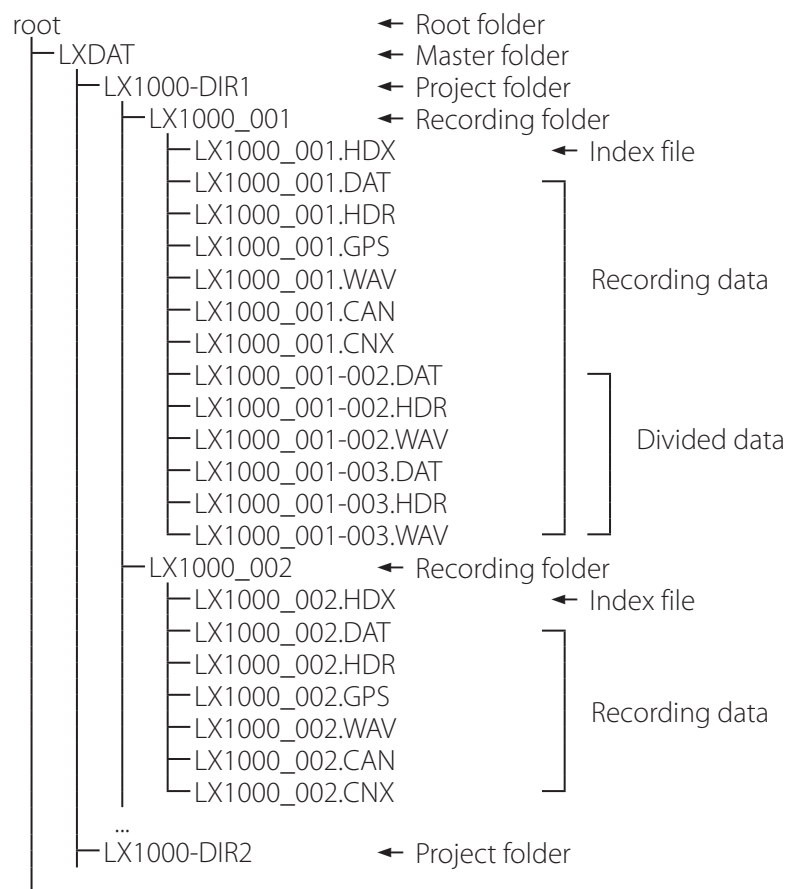 root ← Root folder
LXDAT ← Master folder
LX1000-DIR1 ← Project folder
LX1000_001 ← Recording folder
LX1000_001.HDX ← Index file
LX1000_001.DAT
LX1000_001.HDR
LX1000_001.GPS
LX1000_001.WAV Recording data
LX1000_001.CAN
LX1000_001.CNX
LX1000_001-002.DAT
LX1000_001-002.HDR
LX1000_001-002.WAV Divided data
LX1000_001-003.DAT
LX1000_001-003.HDR
LX1000_001-003.WAV
LX1000_002 ← Recording folder
LX1000_002.HDX ← Index file
LX1000_002.DAT
LX1000_002.HDR
LX1000_002.GPS
Recording data
LX1000_002.WAV
LX1000_002.CAN
LX1000_002.CNX
...
LX1000-DIR2 ← Project folder